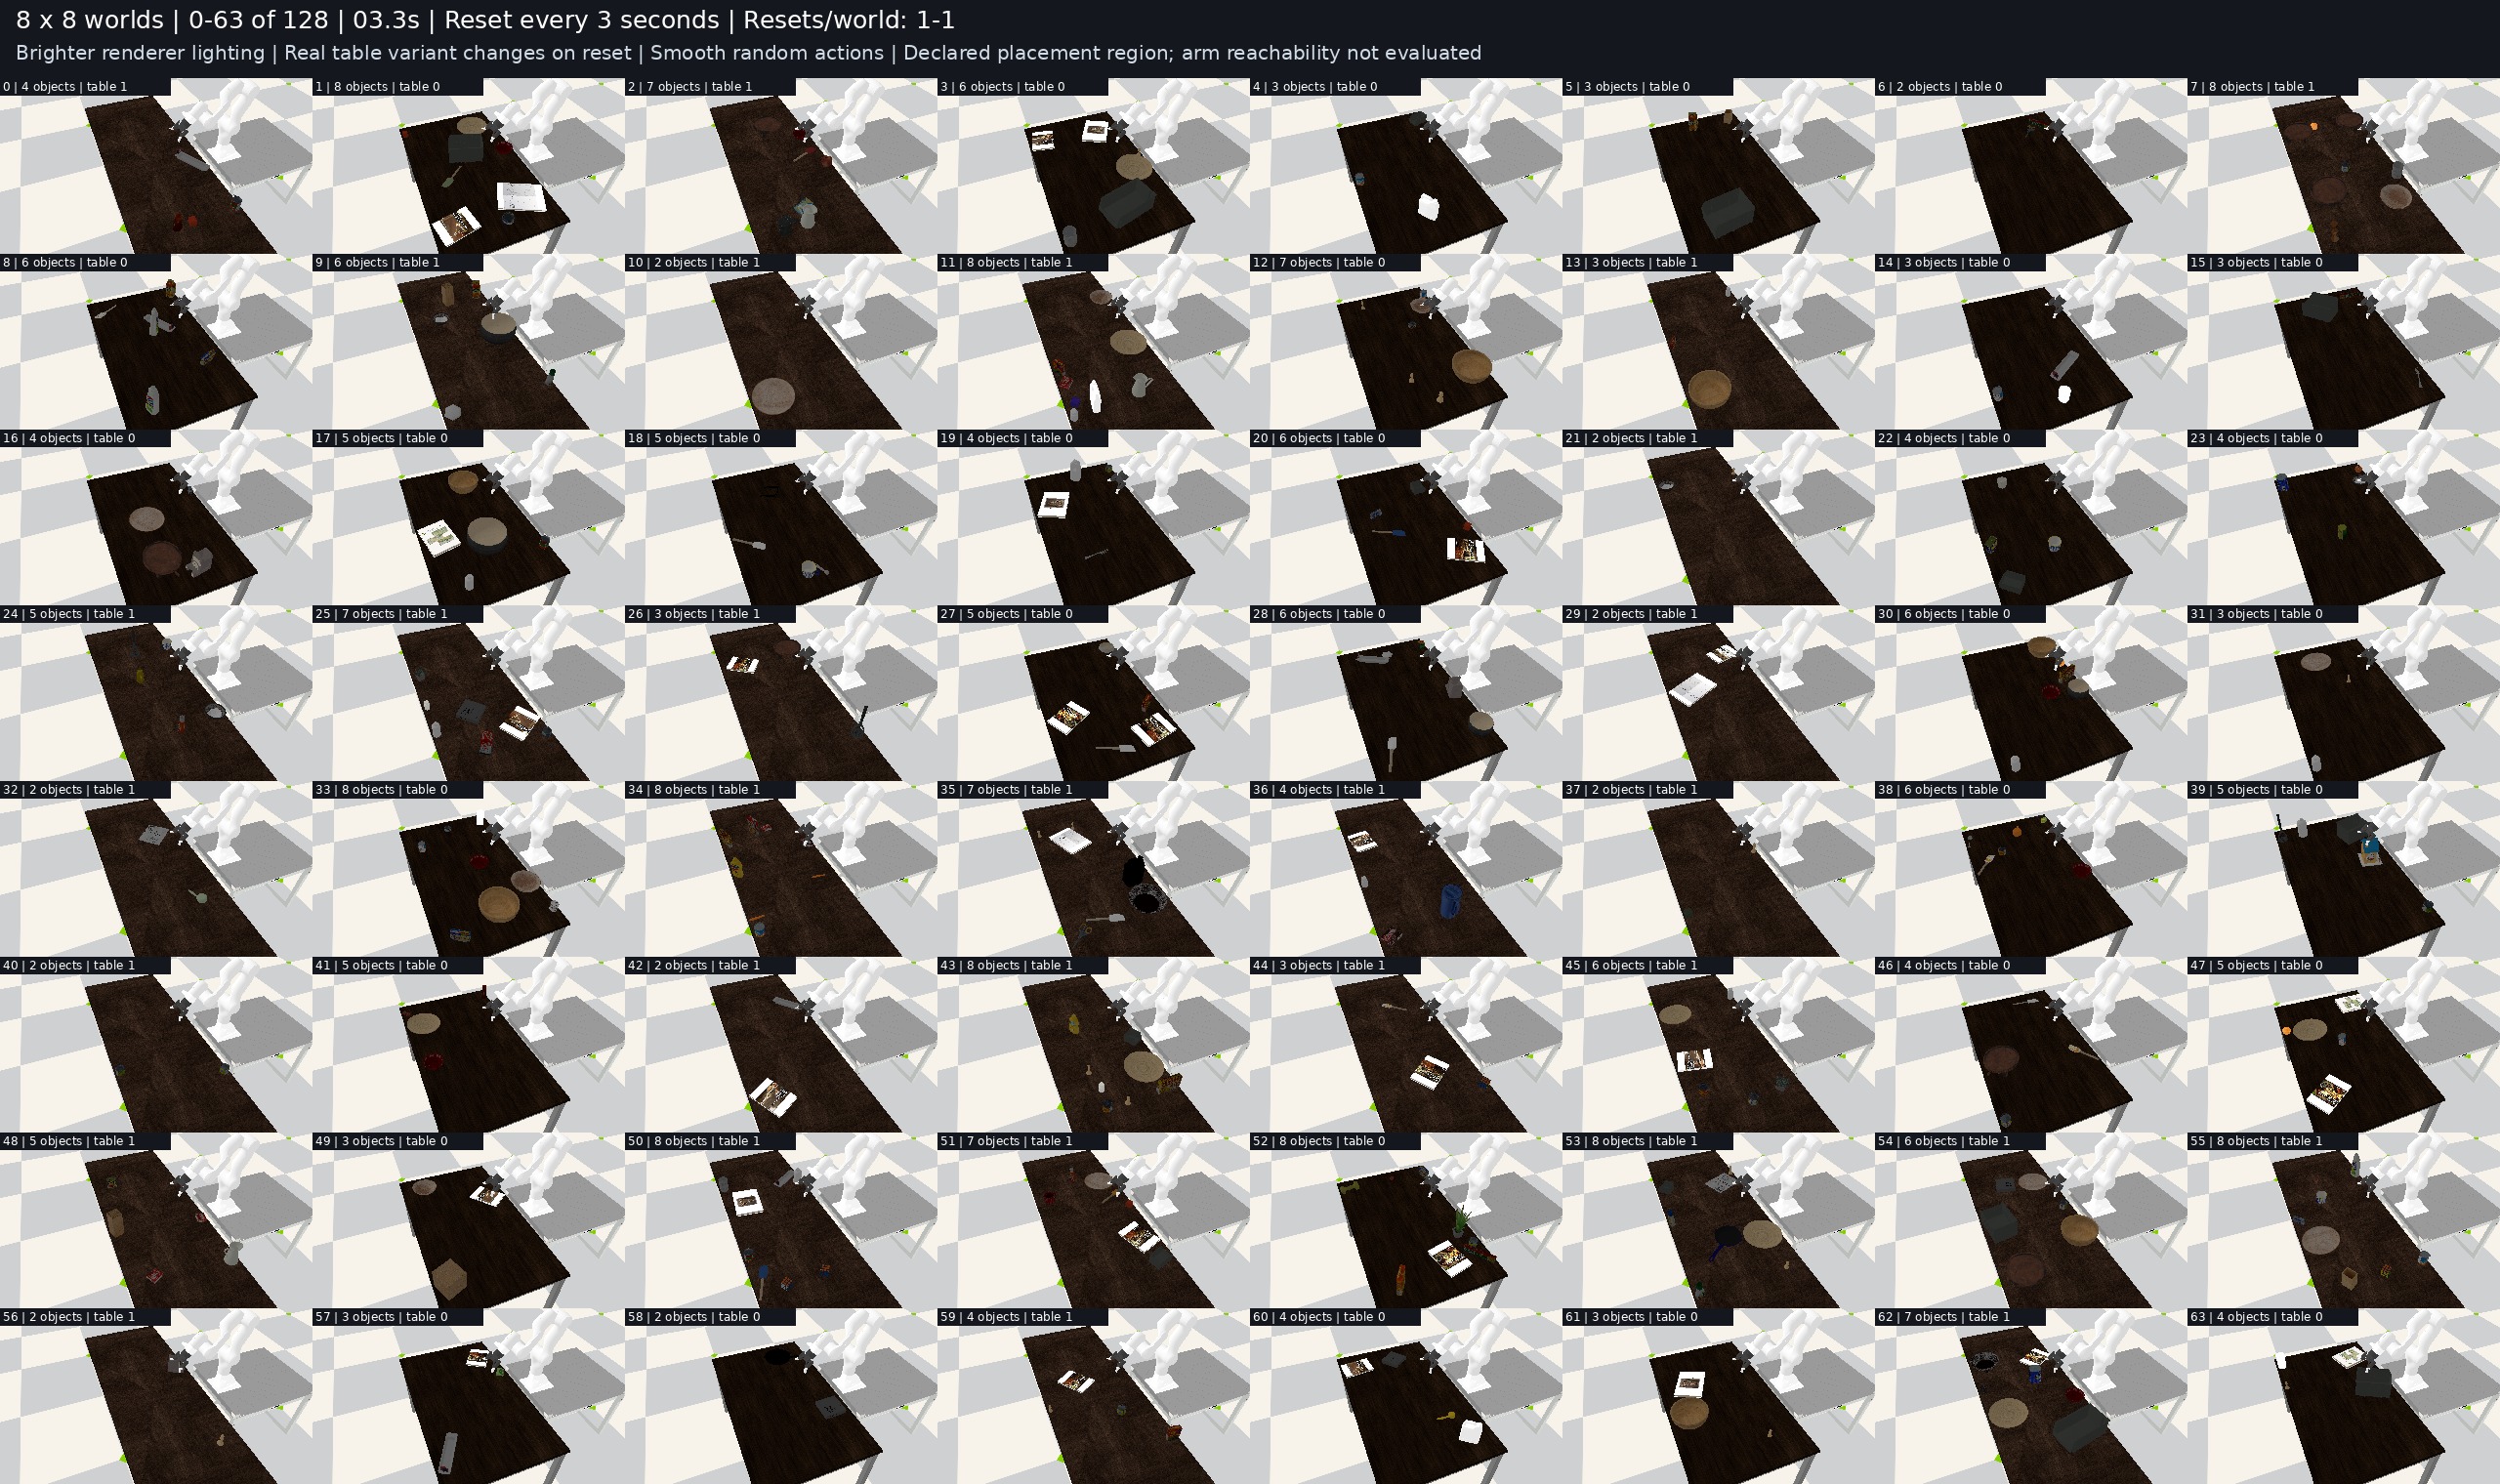 8 x 8 worlds | 0-63 of 128 | 03.3s | Reset every 3 seconds | Resets/world: 1-1
Brighter renderer lighting | Real table variant changes on reset | Smooth random actions | Declared placement region; arm reachability not evaluated
0 | 4 objects | table 1
1 | 8 objects | table 0
2 | 7 objects | table 1
3 | 6 objects | table 0
4 | 3 objects | table 0
5 | 3 objects | table 0
6 | 2 objects | table 0
7 | 8 objects | table 1
8 | 6 objects | table 0
9 | 6 objects | table 1
10 | 2 objects | table 1
11 | 8 objects | table 1
12 | 7 objects | table 0
13 | 3 objects | table 1
14 | 3 objects | table 0
15 | 3 objects | table 0
16 | 4 objects | table 0
17 | 5 objects | table 0
18 | 5 objects | table 0
19 | 4 objects | table 0
20 | 6 objects | table 0
21 | 2 objects | table 1
22 | 4 objects | table 0
23 | 4 objects | table 0
24 | 5 objects | table 1
25 | 7 objects | table 1
26 | 3 objects | table 1
27 | 5 objects | table 0
28 | 6 objects | table 0
29 | 2 objects | table 1
30 | 6 objects | table 0
31 | 3 objects | table 0
32 | 2 objects | table 1
33 | 8 objects | table 0
34 | 8 objects | table 1
35 | 7 objects | table 1
36 | 4 objects | table 1
37 | 2 objects | table 1
38 | 6 objects | table 0
39 | 5 objects | table 0
40 | 2 objects | table 1
41 | 5 objects | table 0
42 | 2 objects | table 1
43 | 8 objects | table 1
44 | 3 objects | table 1
45 | 6 objects | table 1
46 | 4 objects | table 0
47 | 5 objects | table 0
48 | 5 objects | table 1
49 | 3 objects | table 0
50 | 8 objects | table 1
51 | 7 objects | table 1
52 | 8 objects | table 0
53 | 8 objects | table 1
54 | 6 objects | table 1
55 | 8 objects | table 1
56 | 2 objects | table 1
57 | 3 objects | table 0
58 | 2 objects | table 0
59 | 4 objects | table 1
60 | 4 objects | table 0
61 | 3 objects | table 0
62 | 7 objects | table 1
63 | 4 objects | table 0